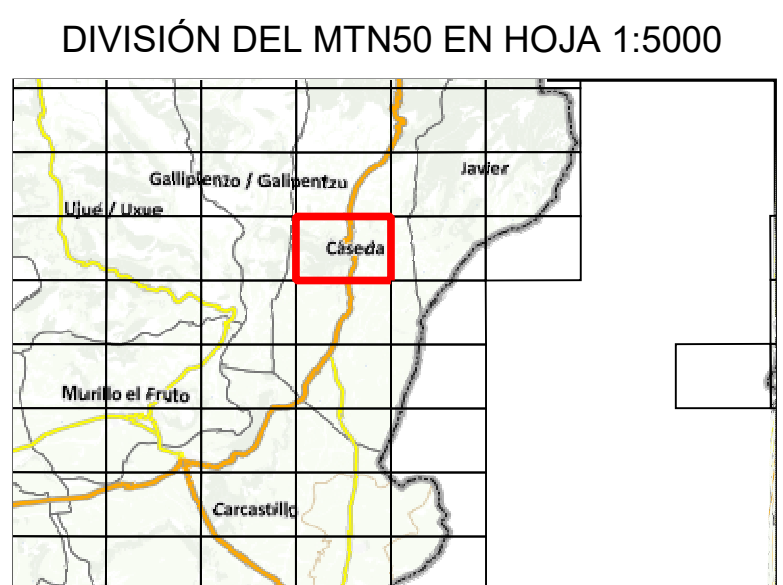 DIVISIÓN DEL MTN50 EN HOJA 1:5000
Javier
Gallipienzo / Galipentzu
Ujué / Uxue
Cáseda
Murillo el Fruto
Carcastillo